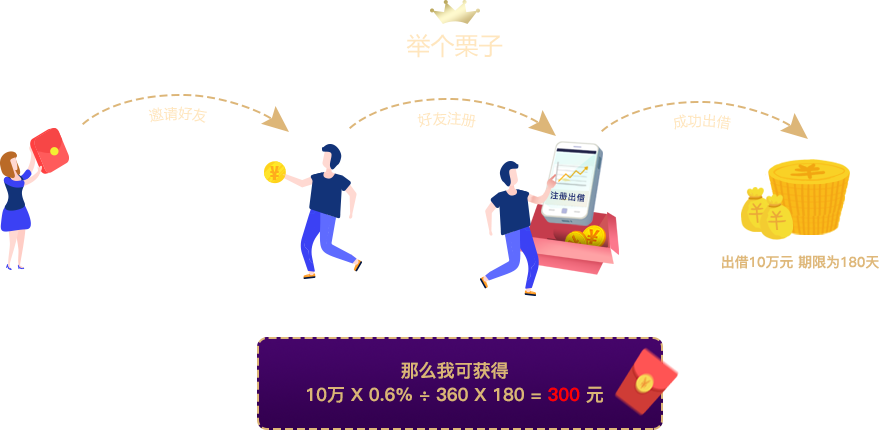 举个栗子
邀请好友
好友注册
成功出借
注册出借
出借10万元 期限为180天
那么我可获得
10万 X 0.6% ÷ 360 X 180 = 300 元